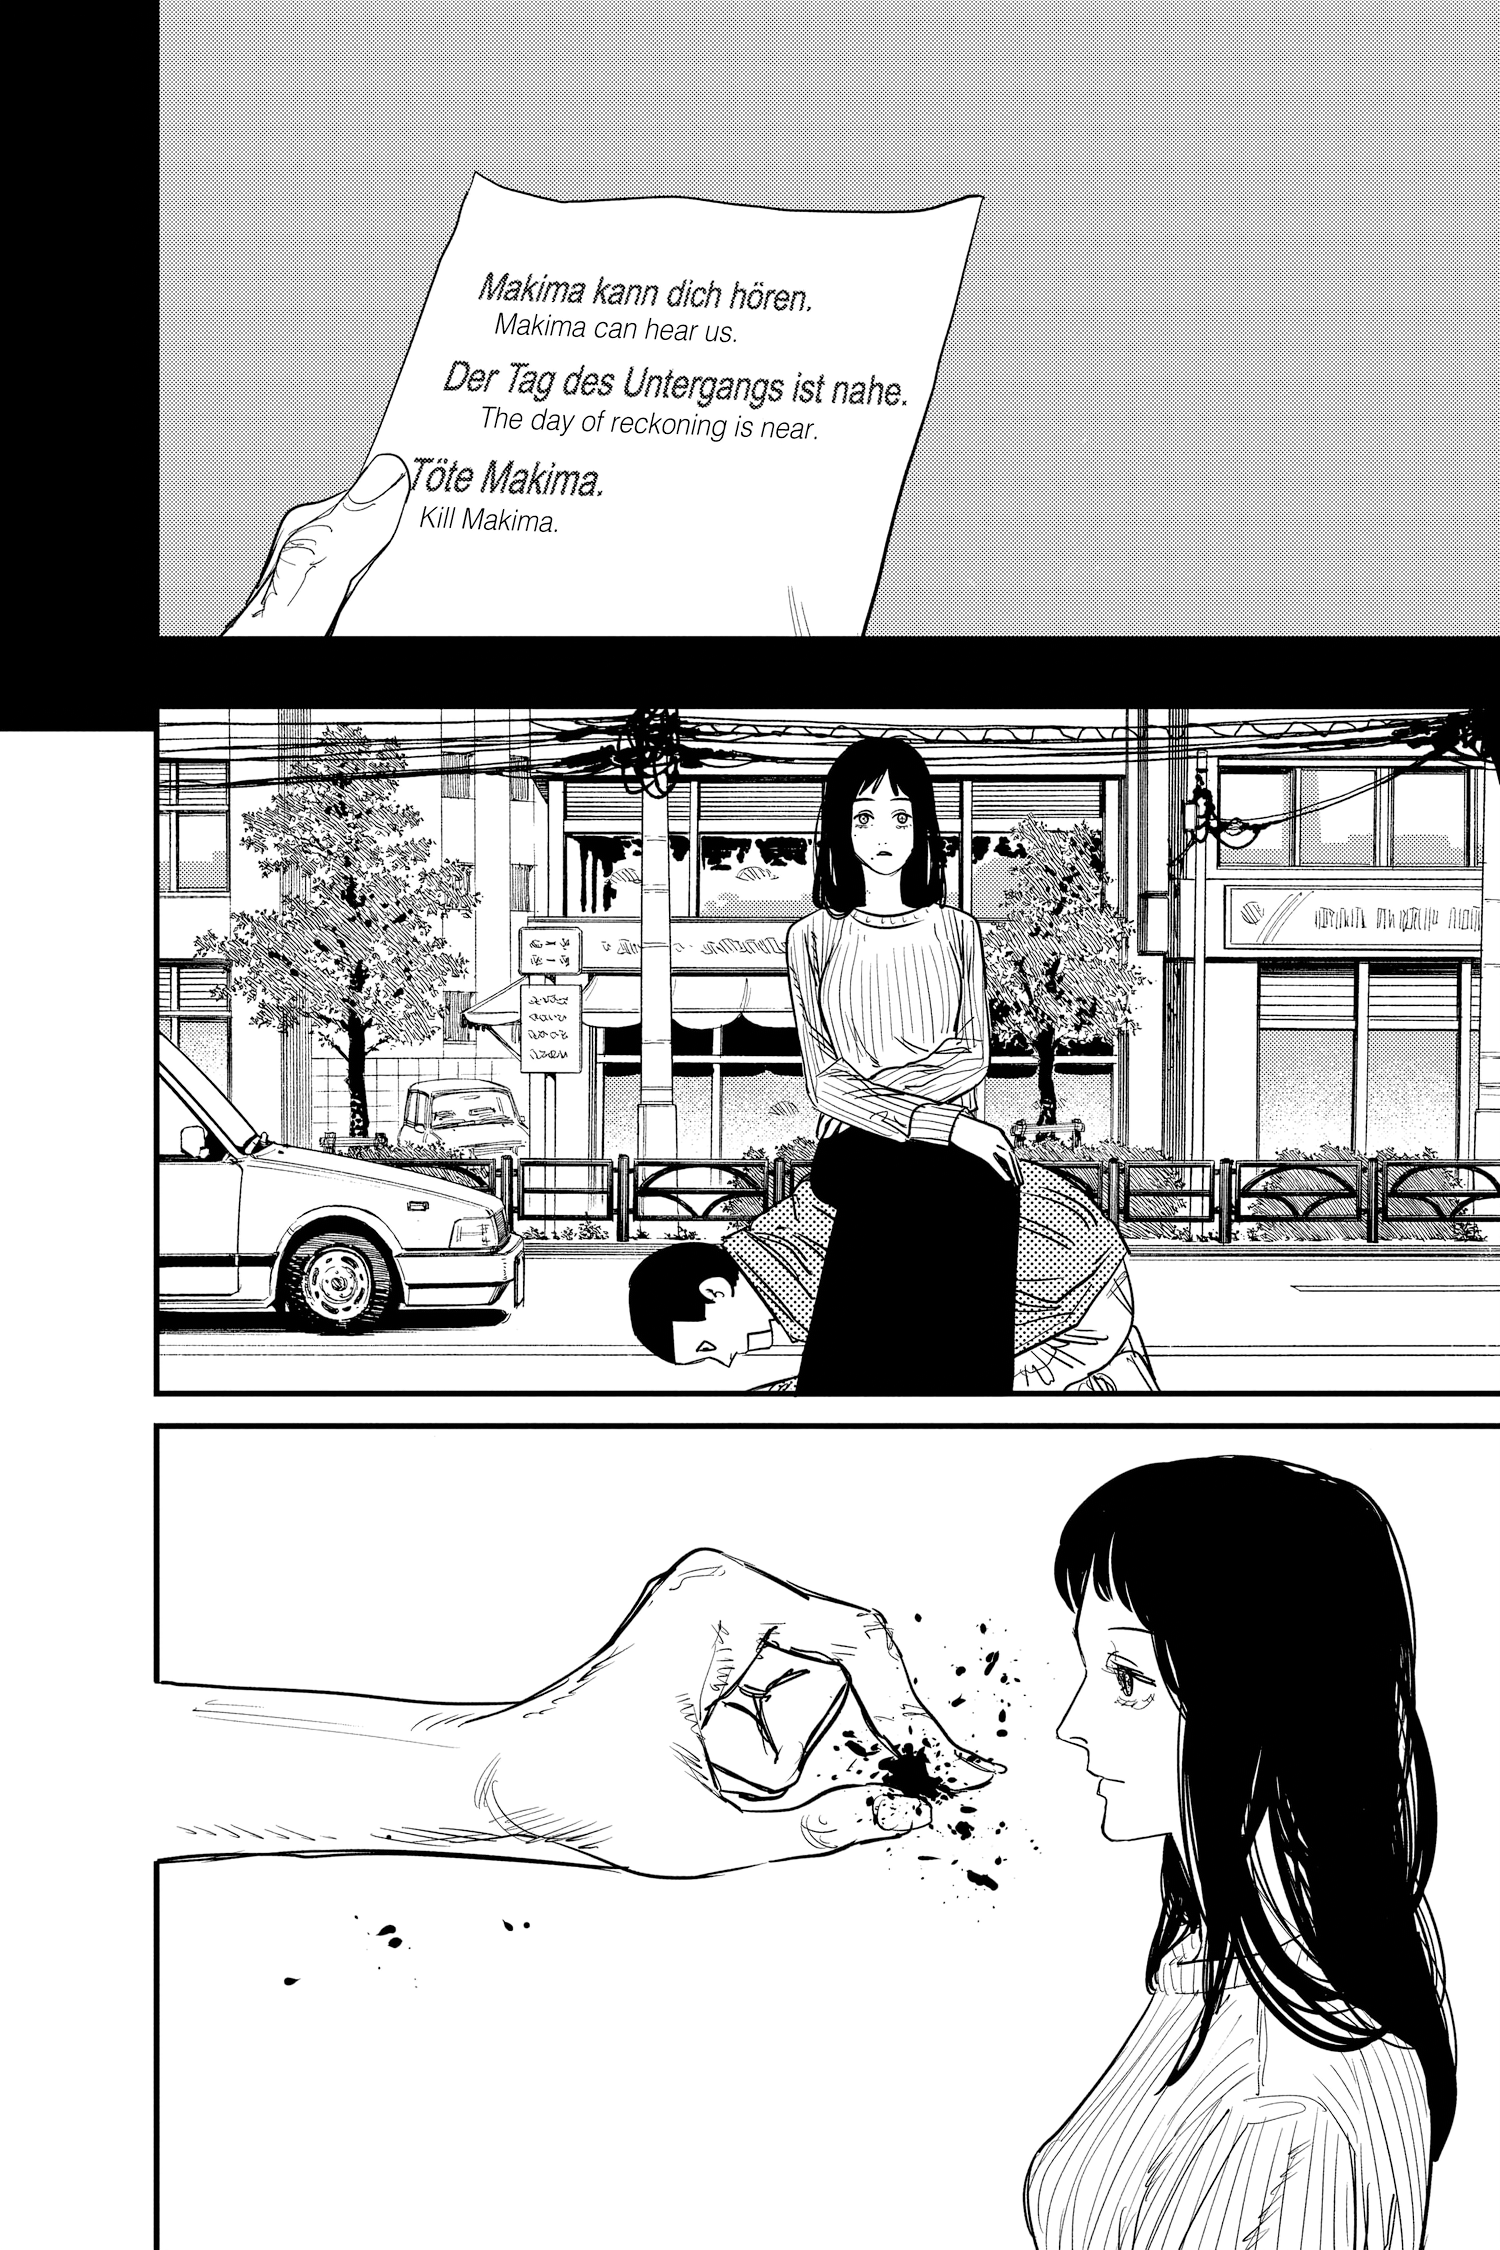 Makima kann dich hören.
Makima can hear us.
Der Tag des Untergangs ist nahe.
The day of reckoning is near.
Töte Makima.
Kill Makima.